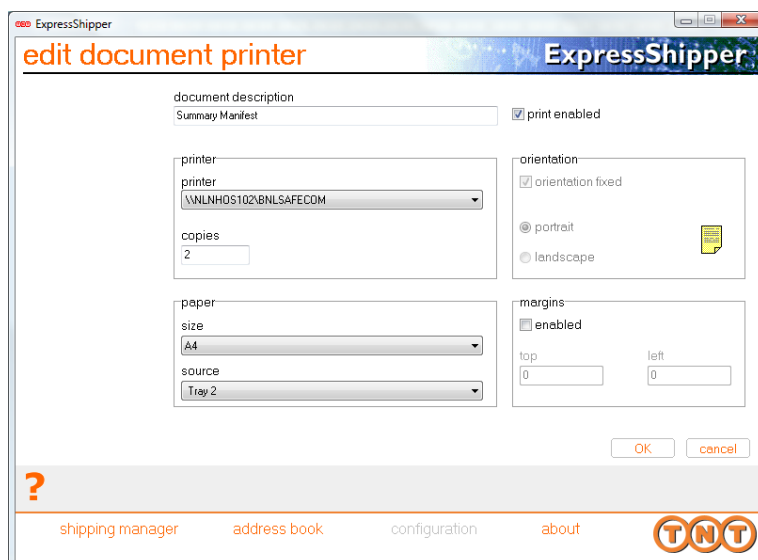 ExpressShipper
edit document printer
ExpressShipper
document description
Summary Manifest
print enabled
printer
printer
\\NLNHOS102\BNLSAFECOM
copies
2
orientation
orientation fixed
portrait
landscape
paper
size
A4
source
Tray 2
margins
enabled
top left
0 0
OK cancel
?
shipping manager address book configuration about
TNT